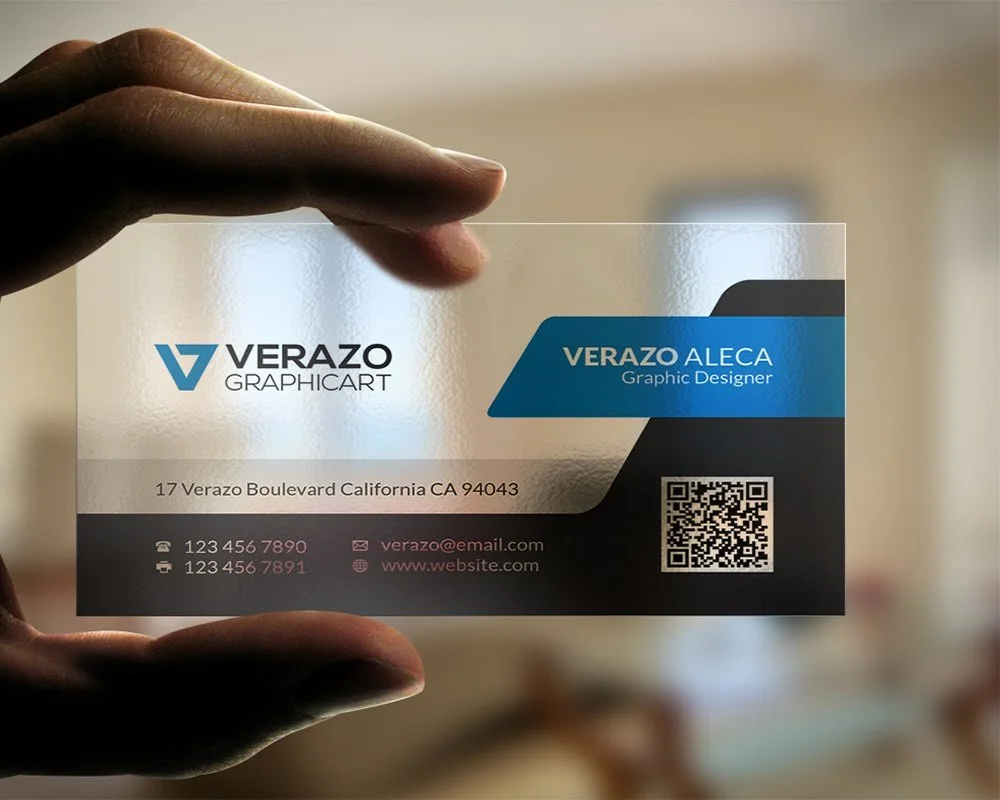 VERAZO
GRAPHICART
VERAZO ALECA
Graphic Designer
17 Verazo Boulevard California CA 94043
123 456 7890
123 456 7891
verazo@email.com
www.website.com